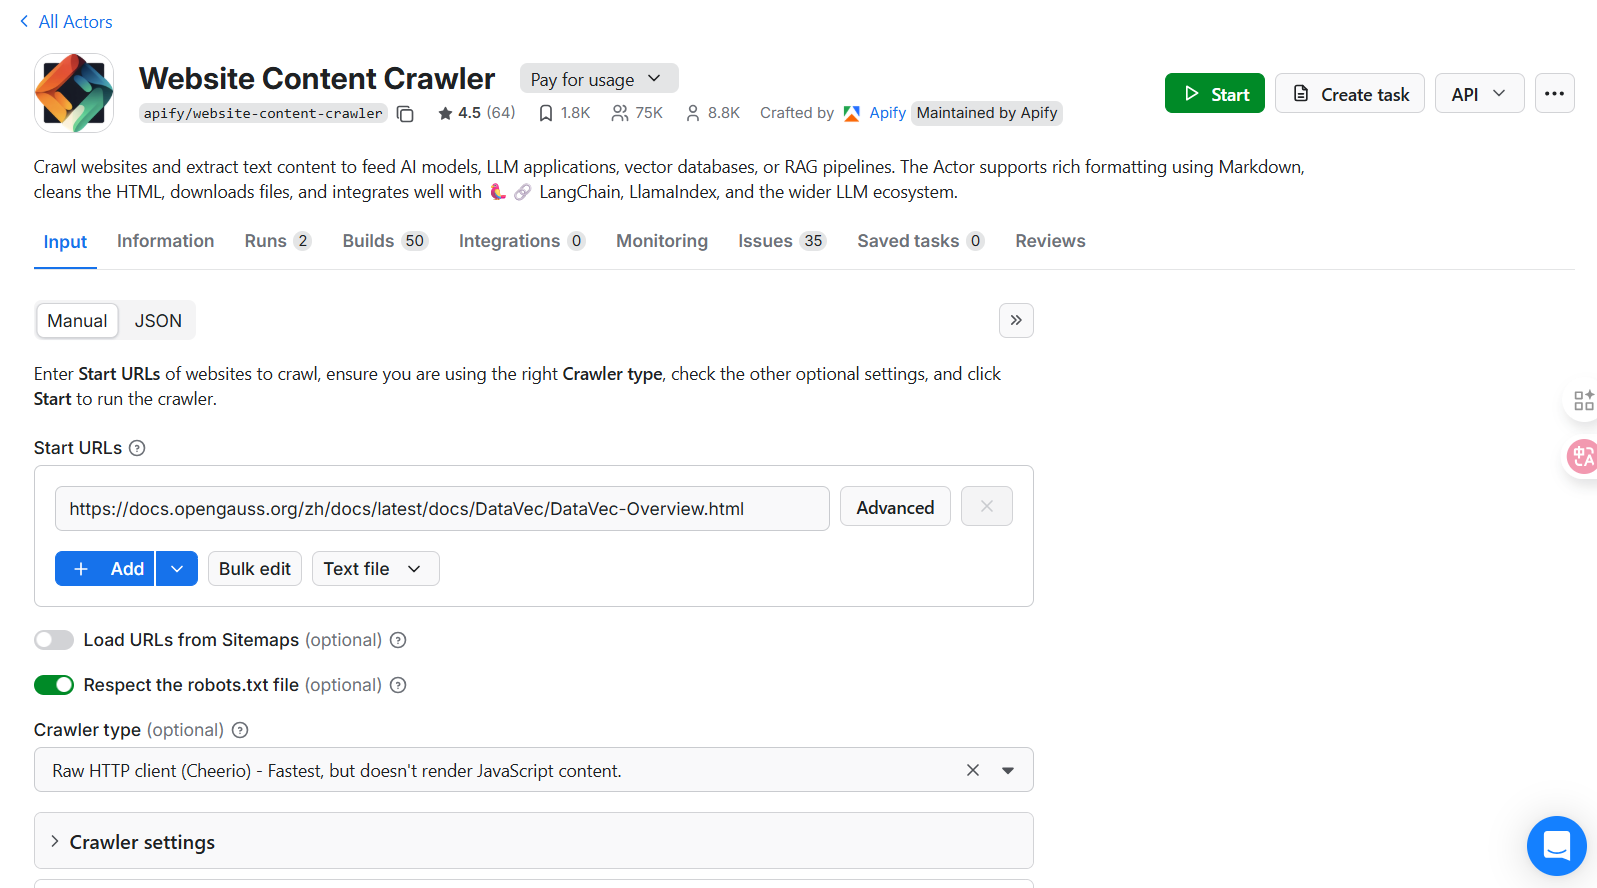 All Actors
Website Content Crawler Pay for usage
Start Create task API
apify/website-content-crawler 4.5 (64) 1.8K 75K 8.8K Crafted by Apify Maintained by Apify
Crawl websites and extract text content to feed AI models, LLM applications, vector databases, or RAG pipelines. The Actor supports rich formatting using Markdown,
cleans the HTML, downloads files, and integrates well with 🦜🔗 LangChain, LlamaIndex, and the wider LLM ecosystem.
Input Information Runs 2 Builds 50 Integrations 0 Monitoring Issues 35 Saved tasks 0 Reviews
Manual JSON
Enter Start URLs of websites to crawl, ensure you are using the right Crawler type, check the other optional settings, and click
Start to run the crawler.
Start URLs
https://docs.opengauss.org/zh/docs/latest/docs/DataVec/DataVec-Overview.html Advanced
Add Bulk edit Text file
Load URLs from Sitemaps (optional)
Respect the robots.txt file (optional)
Crawler type (optional)
Raw HTTP client (Cheerio) - Fastest, but doesn't render JavaScript content.
Crawler settings
中A